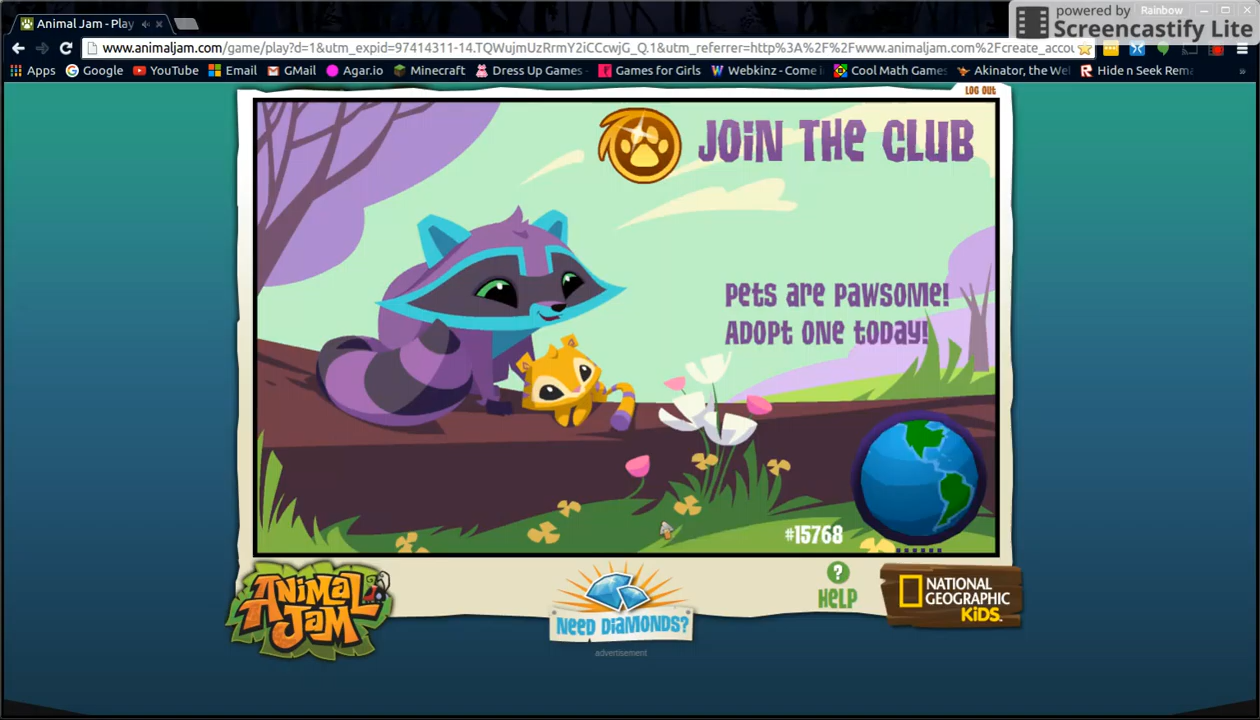 powered by
Screencastify Lite
Rainbow
Animal Jam - Play
www.animaljam.com/game/play?d=1&utm_expid=97414311-14.TQWujmUzRrmY2iCCcwjG_Q.1&utm_referrer=http%3A%2F%2Fwww.animaljam.com%2Fcreate_accou
Apps Google YouTube Email GMail Agar.io Minecraft Dress Up Games - Games for Girls Webkinz - Come i Cool Math Games Akinator, the We Hide n Seek Rema »
LOG OUT
JOIN THE CLUB
PETS ARE PAWSOME!
ADOPT ONE TODAY!
#15768
ANIMAL
JAM
NEED DIAMONDS?
advertisement
?
HELP
NATIONAL
GEOGRAPHIC
KiDS